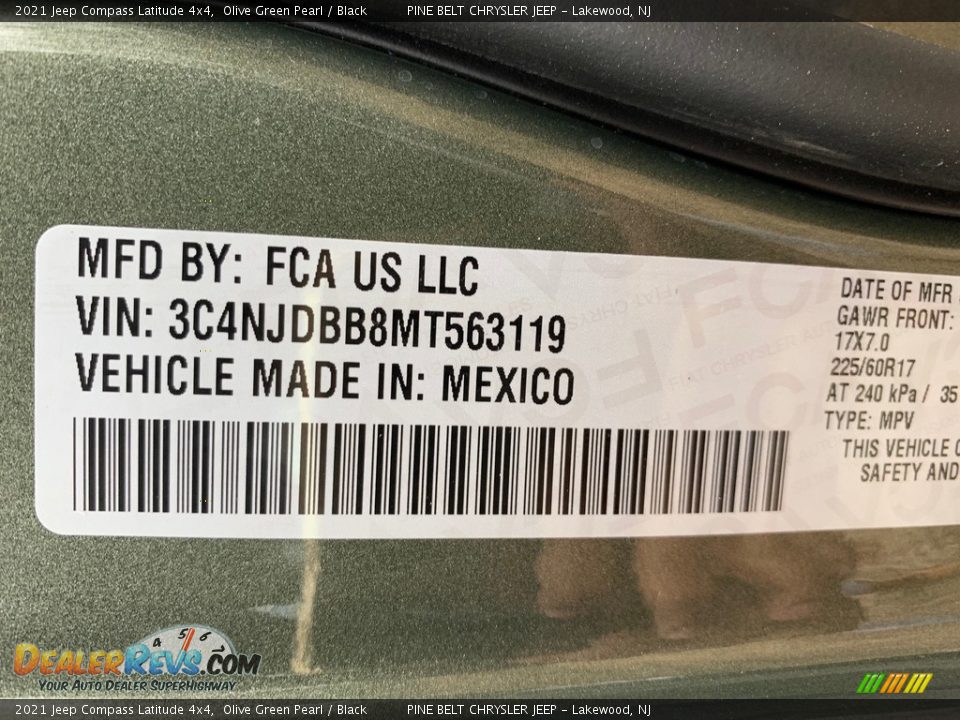 2021 Jeep Compass Latitude 4x4, Olive Green Pearl / Black PINE BELT CHRYSLER JEEP – Lakewood, NJ
MFD BY: FCA US LLC
VIN: 3C4NJDBB8MT563119
VEHICLE MADE IN: MEXICO
DATE OF MFR
GAWR FRONT:
17X7.0
225/60R17
AT 240 kPa / 35
TYPE: MPV
THIS VEHICLE
SAFETY AND
4 5 6
DEALERREVS.COM
YOUR AUTO DEALER SUPERHIGHWAY
2021 Jeep Compass Latitude 4x4, Olive Green Pearl / Black PINE BELT CHRYSLER JEEP – Lakewood, NJ